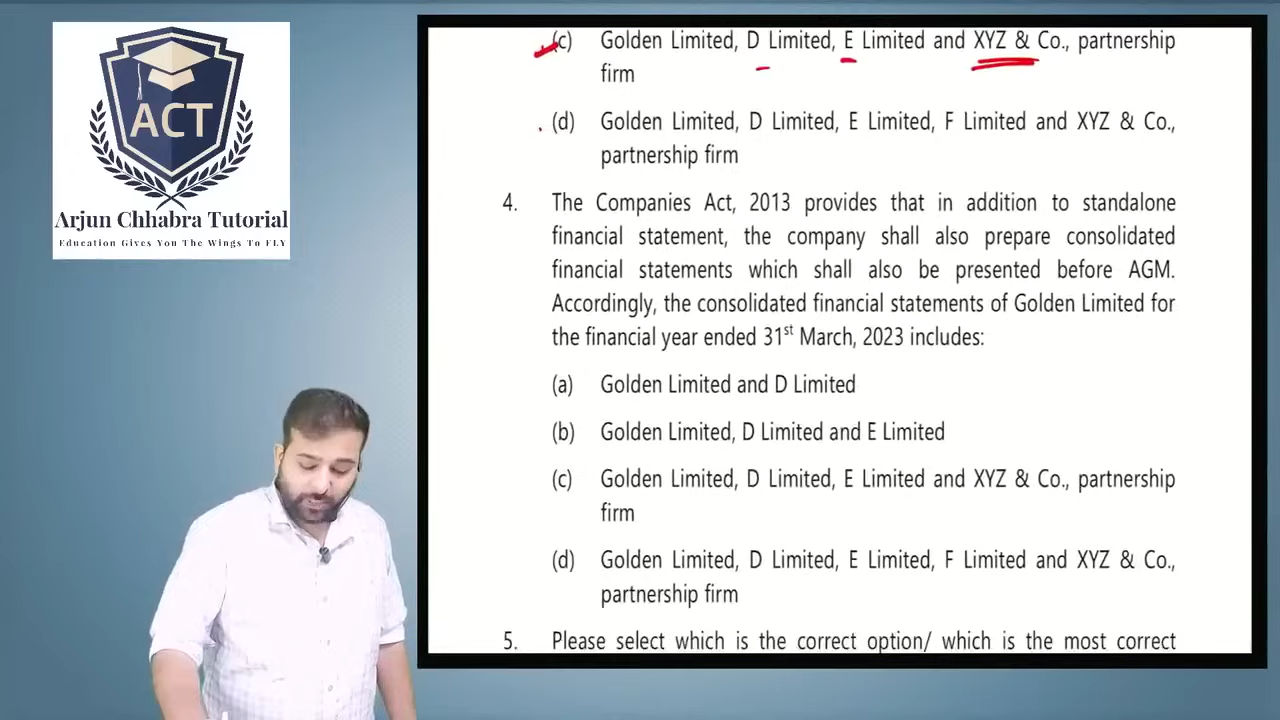 ACT
Arjun Chhabra Tutorial
Education Gives You The Wings To FLY
(c) Golden Limited, D Limited, E Limited and XYZ & Co., partnership
firm
(d) Golden Limited, D Limited, E Limited, F Limited and XYZ & Co.,
partnership firm
4. The Companies Act, 2013 provides that in addition to standalone
financial statement, the company shall also prepare consolidated
financial statements which shall also be presented before AGM.
Accordingly, the consolidated financial statements of Golden Limited for
the financial year ended 31st March, 2023 includes:
(a) Golden Limited and D Limited
(b) Golden Limited, D Limited and E Limited
(c) Golden Limited, D Limited, E Limited and XYZ & Co., partnership
firm
(d) Golden Limited, D Limited, E Limited, F Limited and XYZ & Co.,
partnership firm
5. Please select which is the correct option/ which is the most correct